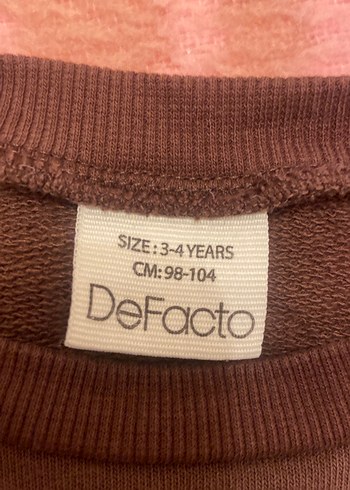 SIZE: 3-4 YEARS
CM: 98-104
DeFacto